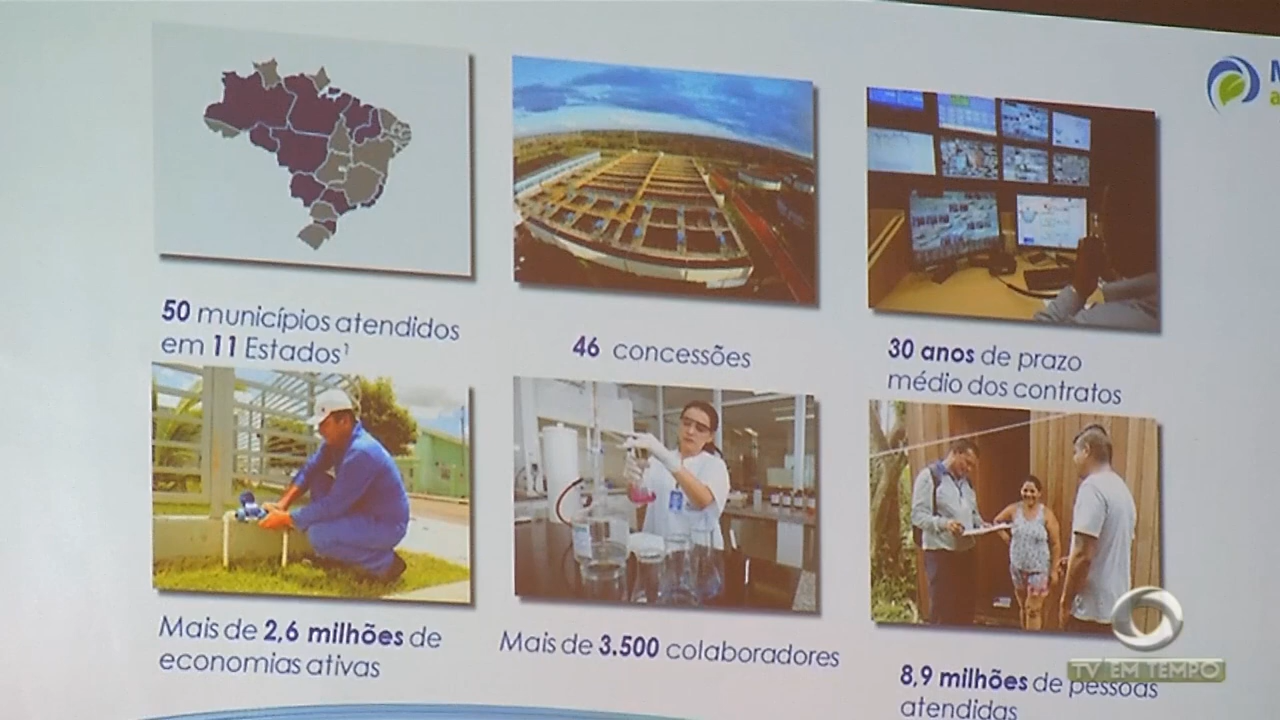 50 municípios atendidos
em 11 Estados¹
46 concessões
30 anos de prazo
médio dos contratos
Mais de 2,6 milhões de
economias ativas
Mais de 3.500 colaboradores
8,9 milhões de pessoas
atendidas
TV EM TEMPO